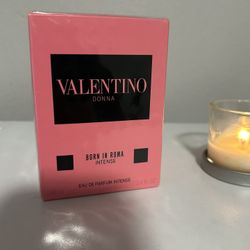 VALENTINO
DONNA
BORN IN ROMA
INTENSE
EAU DE PARFUM INTENSE